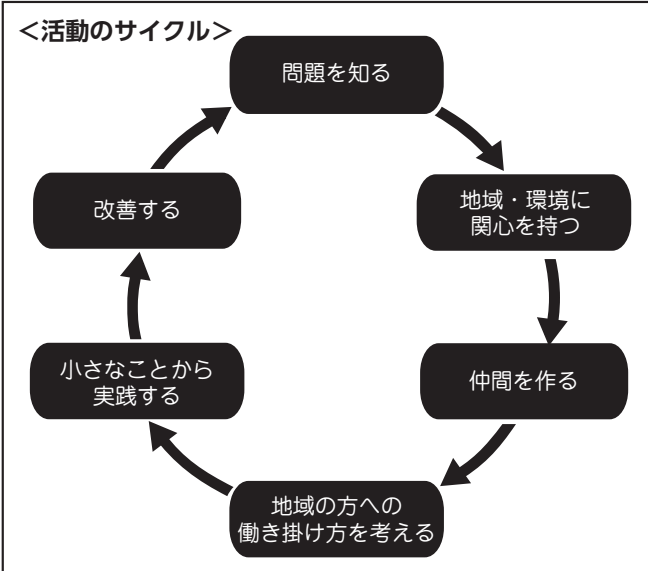 ＜活動のサイクル＞
問題を知る
地域・環境に
関心を持つ
仲間を作る
地域の方への
働き掛け方を考える
小さなことから
実践する
改善する